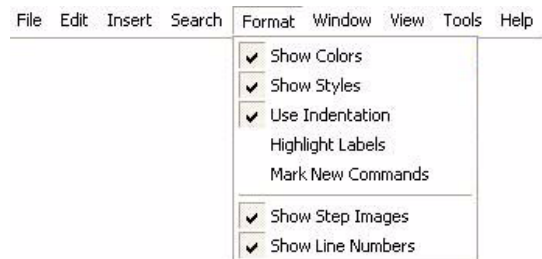 File Edit Insert Search Format Window View Tools Help
Show Colors
Show Styles
Use Indentation
Highlight Labels
Mark New Commands
Show Step Images
Show Line Numbers